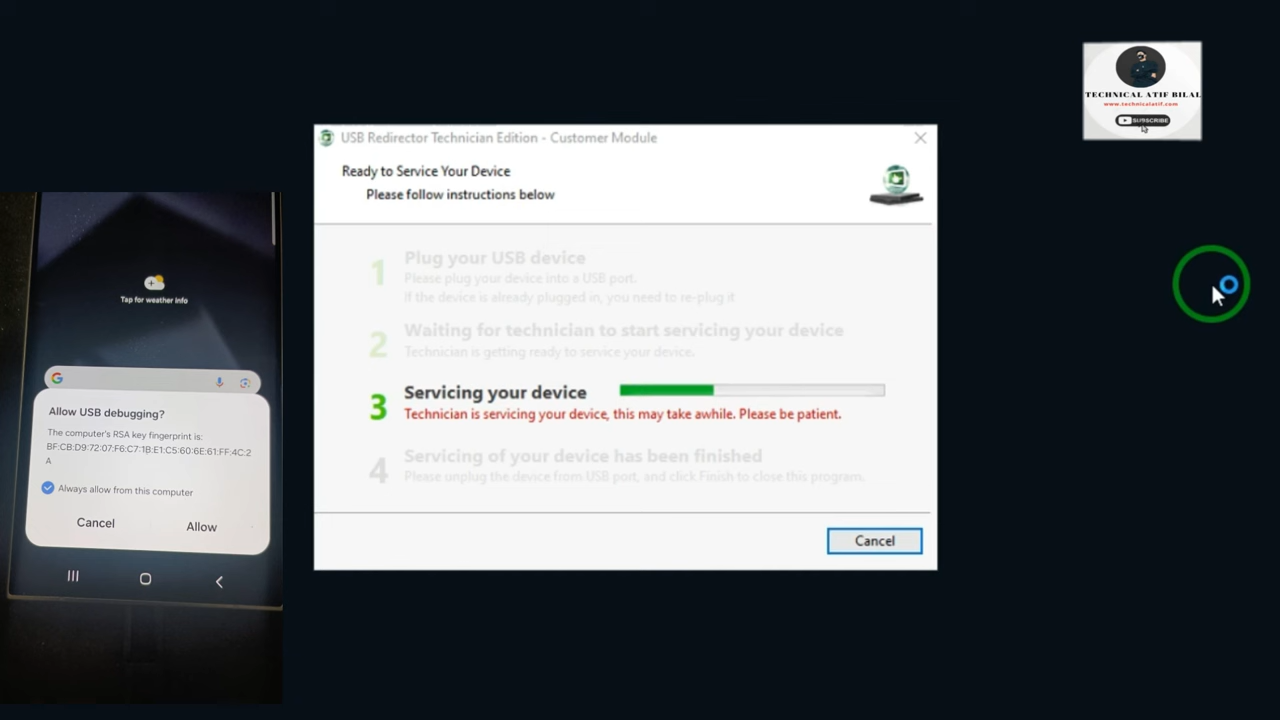 TECHNICAL ATIF BILAL
www.technicalatif.com
SUBSCRIBE
USB Redirector Technician Edition - Customer Module
Ready to Service Your Device
Please follow instructions below
1
Plug your USB device
Please plug your device into a USB port.
If the device is already plugged in, you need to re-plug it
2
Waiting for technician to start servicing your device
Technician is getting ready to service your device.
3
Servicing your device
Technician is servicing your device, this may take awhile. Please be patient.
4
Servicing of your device has been finished
Please unplug the device from USB port, and click Finish to close this program.
Cancel
Tap for weather info
Allow USB debugging?
The computer's RSA key fingerprint is:
BF:CB:D9:72:07:F6:C7:1B:E1:C5:60:6E:61:FF:4C:2
A
Always allow from this computer
Cancel Allow